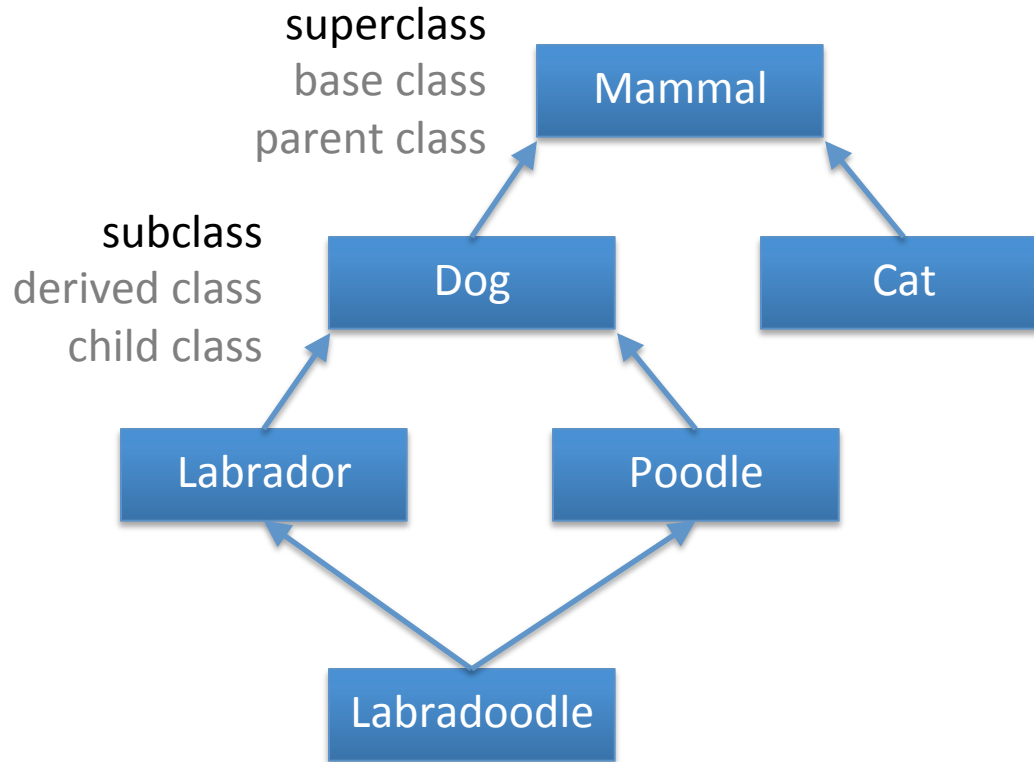 superclass
base class
parent class
Mammal
subclass
derived class
child class
Dog
Cat
Labrador
Poodle
Labradoodle